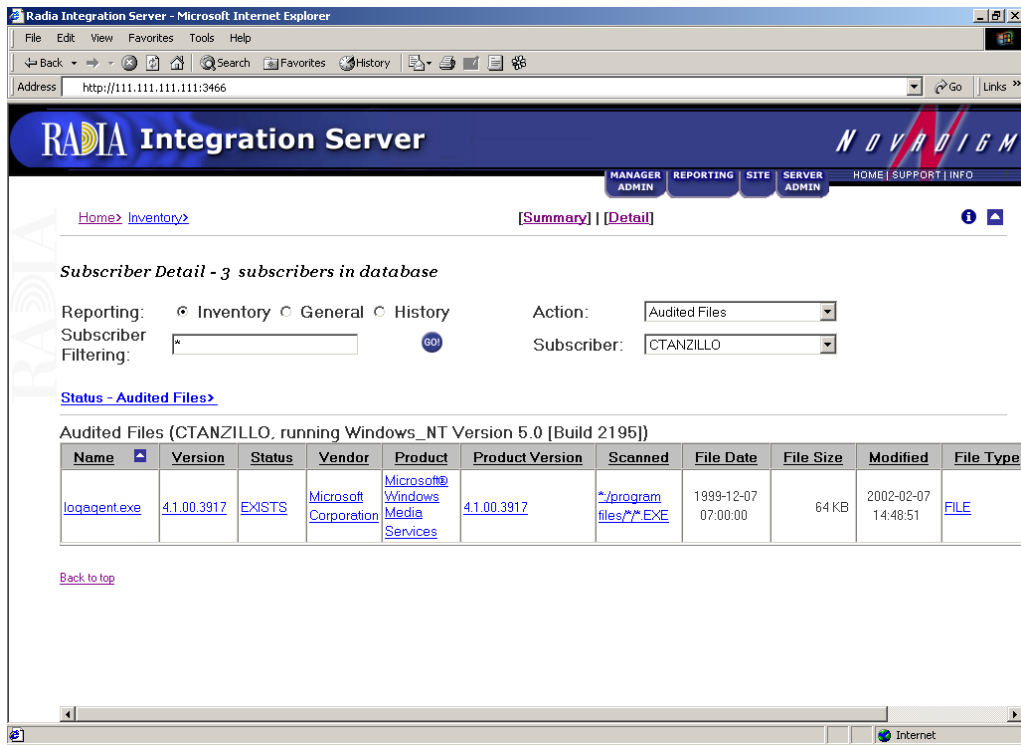 Radia Integration Server - Microsoft Internet Explorer
File Edit View Favorites Tools Help
Back Search Favorites History
Address http://111.111.111.111:3466 Go Links »
RADIA Integration Server
NOVADIGM
MANAGER ADMIN REPORTING SITE SERVER ADMIN HOME | SUPPORT | INFO
Home> Inventory> [Summary] | [Detail]
RADIA
Subscriber Detail - 3 subscribers in database
Reporting: Inventory General History Action: Audited Files
Subscriber Filtering: * GO! Subscriber: CTANZILLO
Status - Audited Files>
Audited Files (CTANZILLO, running Windows_NT Version 5.0 [Build 2195])
Name Version Status Vendor Product Product Version Scanned File Date File Size Modified File Type
logagent.exe 4.1.00.3917 EXISTS Microsoft Corporation Microsoft® Windows Media Services 4.1.00.3917 *:/program files/*/*.EXE 1999-12-07 07:00:00 64 KB 2002-02-07 14:48:51 FILE
Back to top
Internet